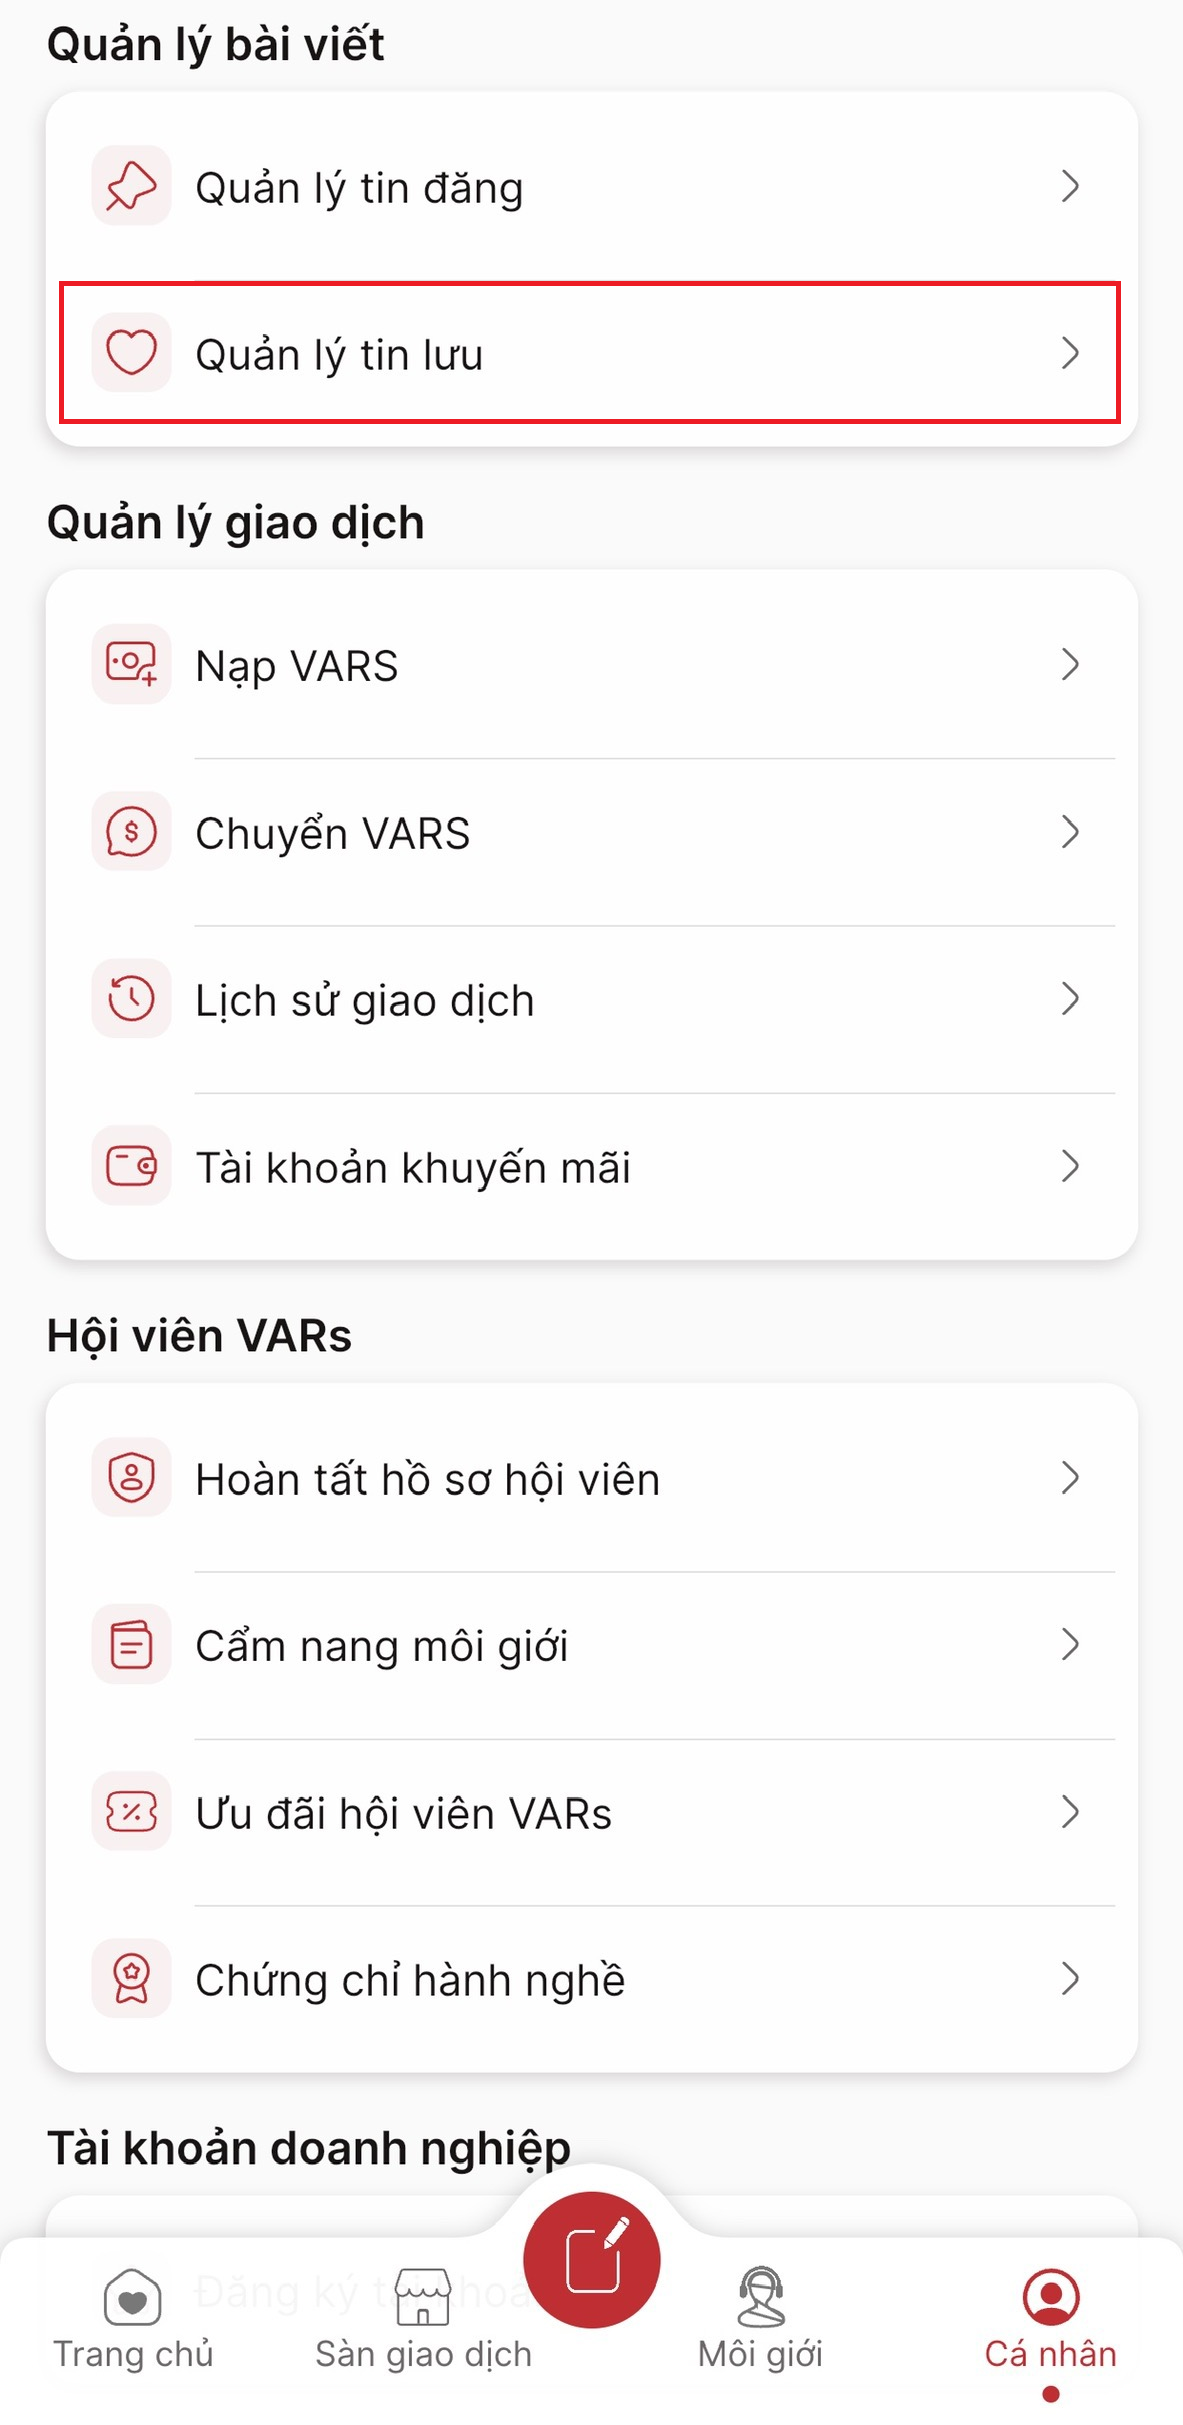 Quản lý bài viết
Quản lý tin đăng
Quản lý tin lưu
Quản lý giao dịch
Nạp VARS
Chuyển VARS
Lịch sử giao dịch
Tài khoản khuyến mãi
Hội viên VARs
Hoàn tất hồ sơ hội viên
Cẩm nang môi giới
Ưu đãi hội viên VARs
Chứng chỉ hành nghề
Tài khoản doanh nghiệp
Đăng ký
Trang chủ
Sàn giao dịch
Môi giới
Cá nhân